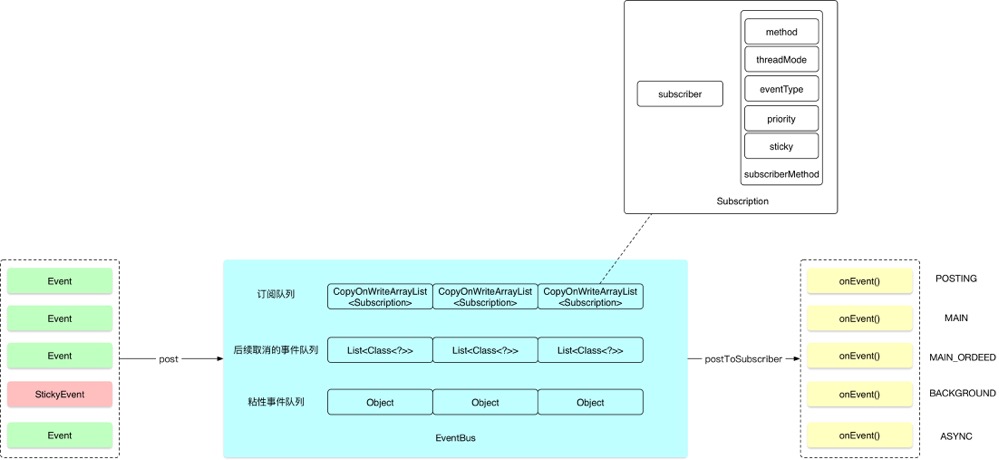 method
threadMode
subscriber
eventType
priority
sticky
subscriberMethod
Subscription
Event
Event
Event
StickyEvent
Event
post
订阅队列
CopyOnWriteArrayList
<Subscription>
CopyOnWriteArrayList
<Subscription>
CopyOnWriteArrayList
<Subscription>
后续取消的事件队列
List<Class<?>>
List<Class<?>>
List<Class<?>>
粘性事件队列
Object
Object
Object
EventBus
postToSubscriber
onEvent()
POSTING
onEvent()
MAIN
onEvent()
MAIN_ORDEED
onEvent()
BACKGROUND
onEvent()
ASYNC